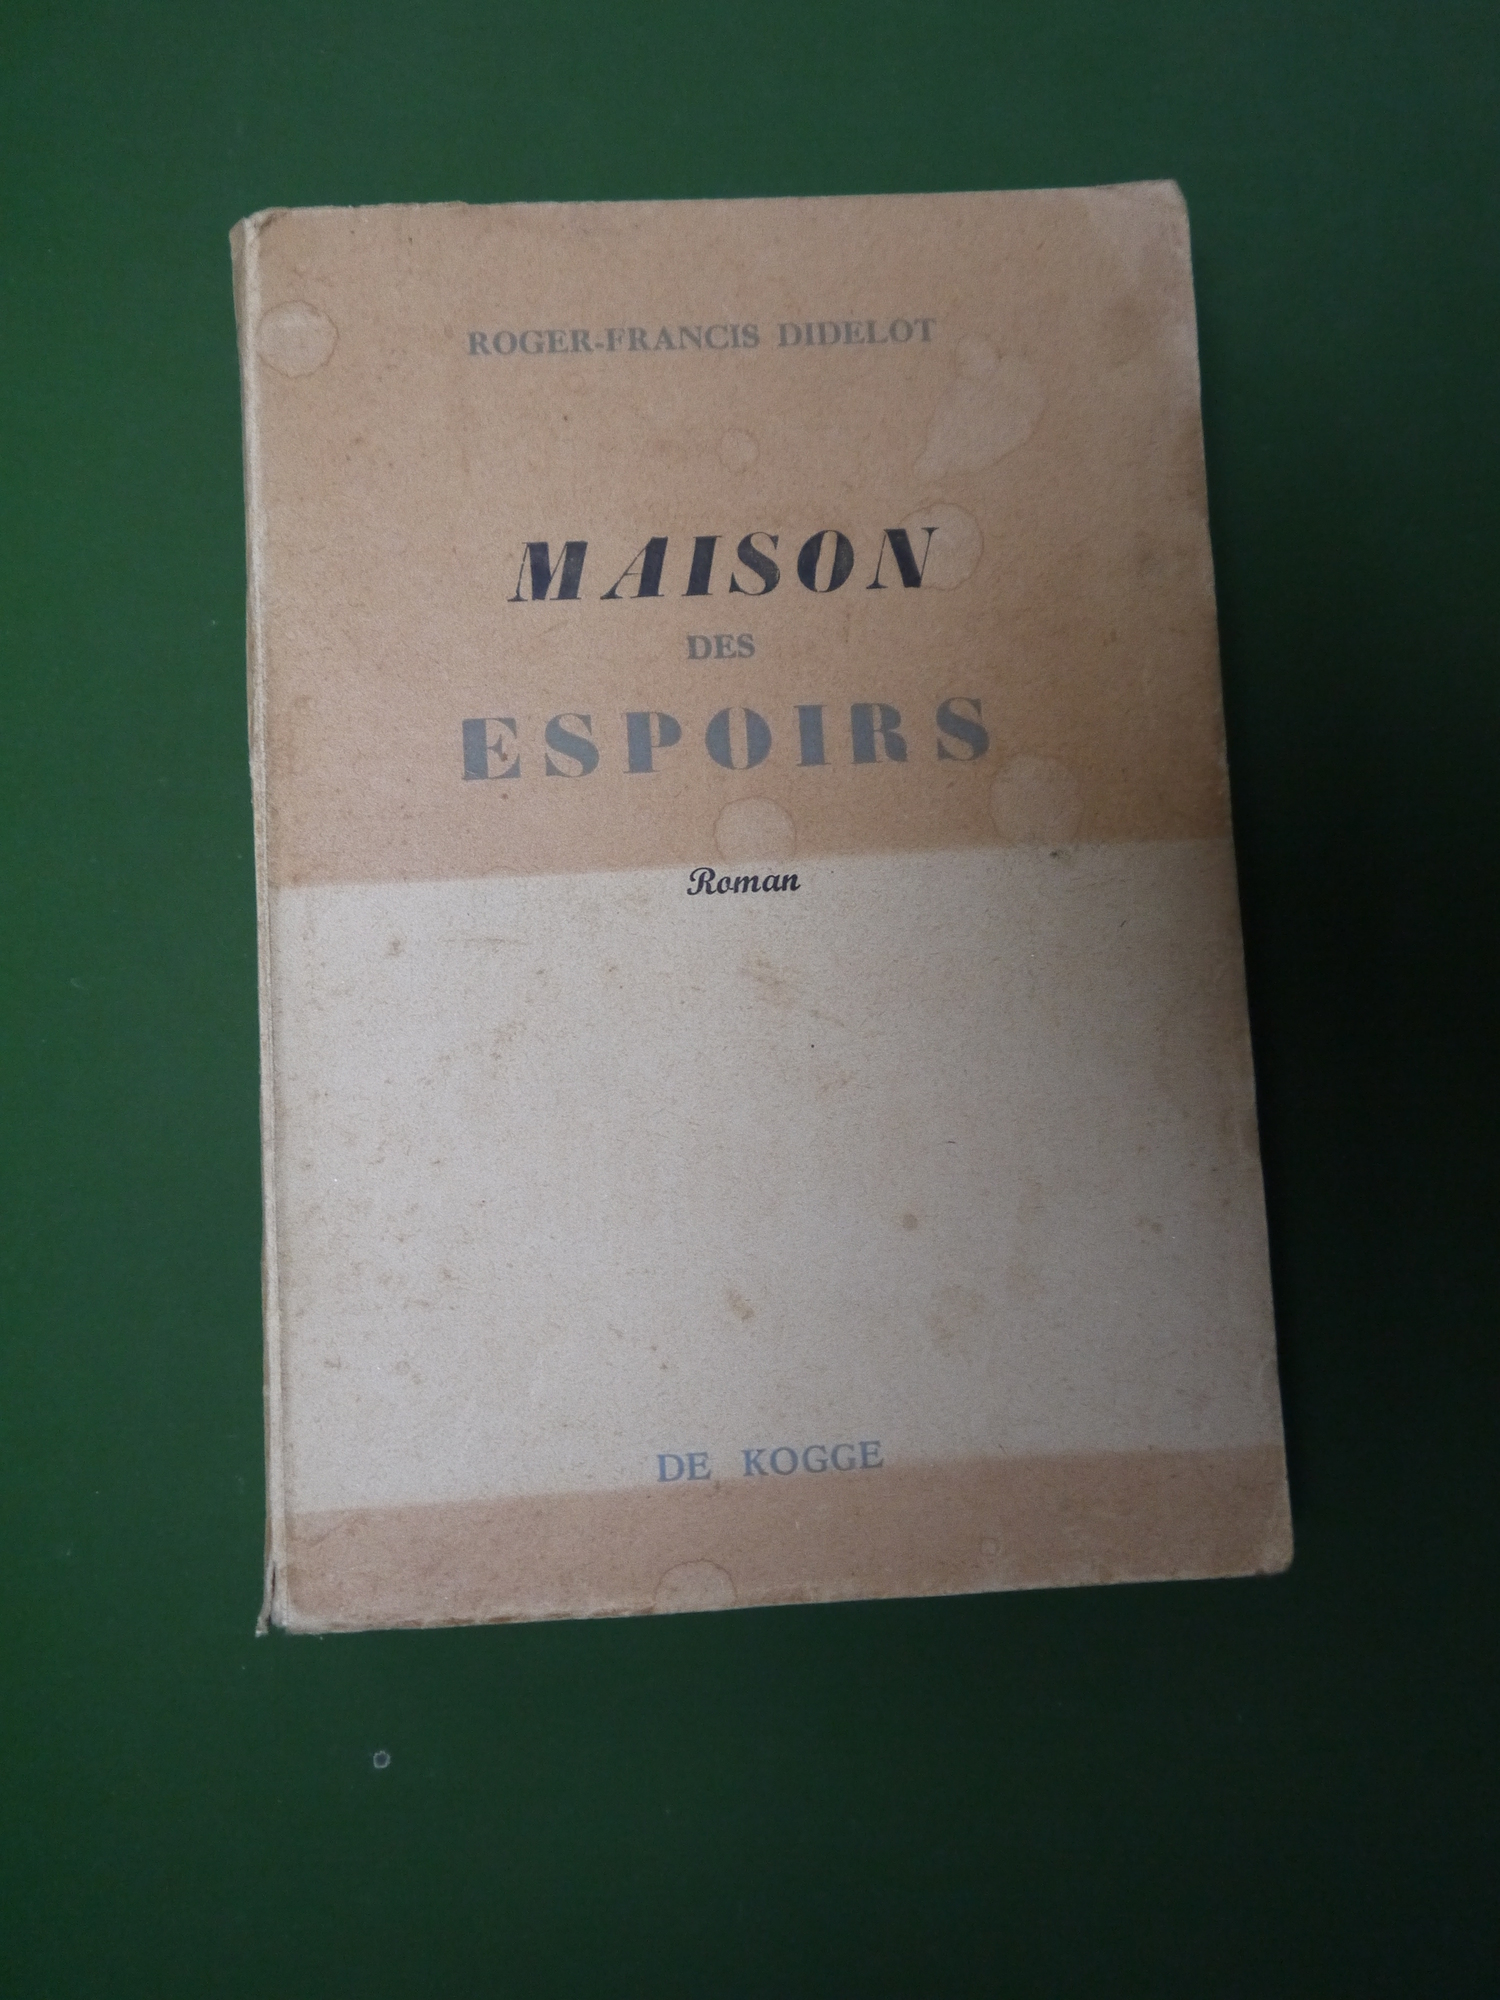 ROGER-FRANCIS DIDELOT
MAISON
DES
ESPOIRS
Roman
DE KOGGE